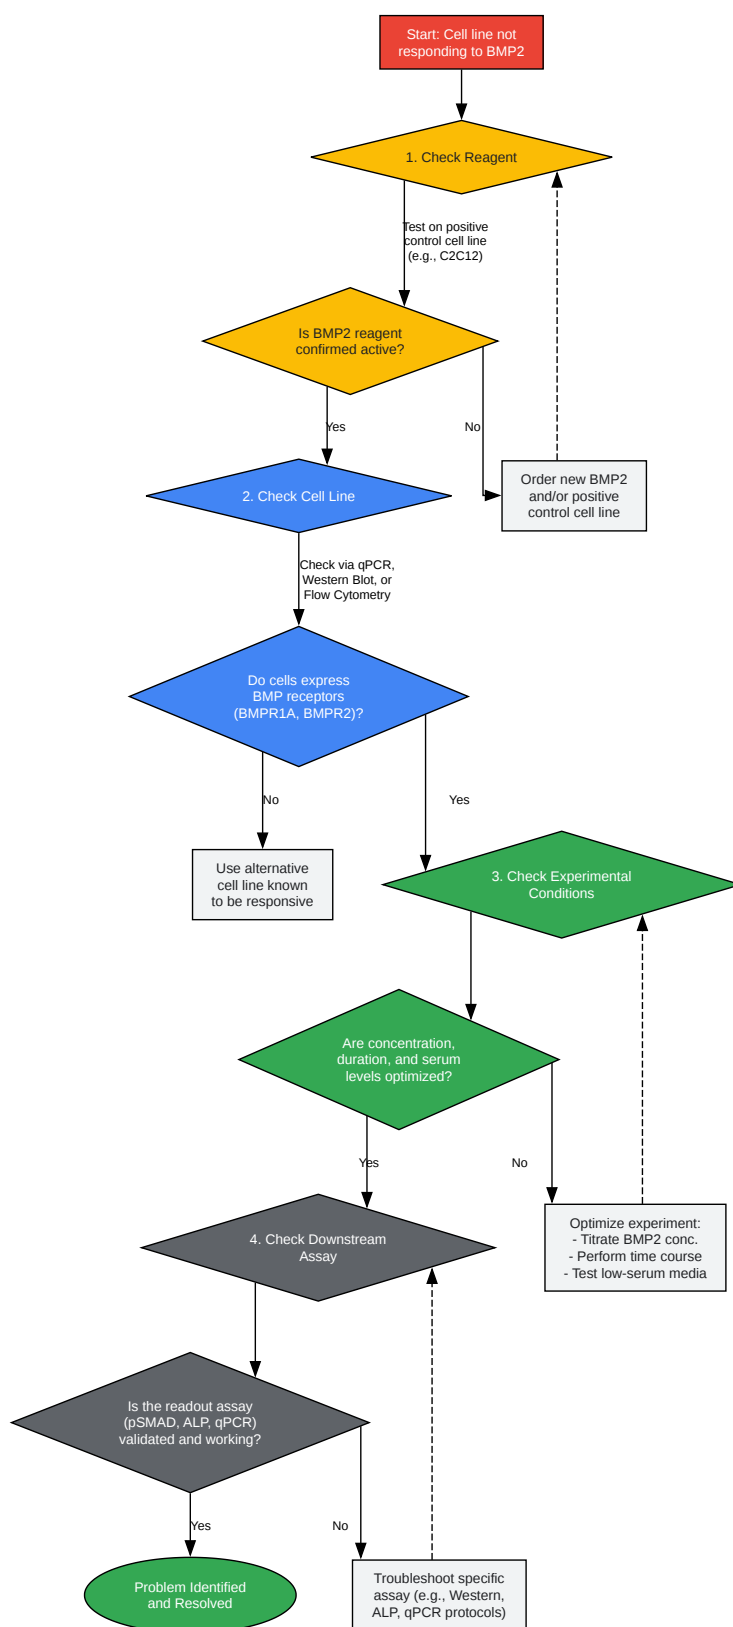 Start: Cell line not
responding to BMP2
1. Check Reagent
Test on positive
control cell line
(e.g., C2C12)
Is BMP2 reagent
confirmed active?
Yes
No
Order new BMP2
and/or positive
control cell line
2. Check Cell Line
Check via qPCR,
Western Blot, or
Flow Cytometry
Do cells express
BMP receptors
(BMPR1A, BMPR2)?
No
Yes
Use alternative
cell line known
to be responsive
3. Check Experimental
Conditions
Are concentration,
duration, and serum
levels optimized?
Yes
No
Optimize experiment:
- Titrate BMP2 conc.
- Perform time course
- Test low-serum media
4. Check Downstream
Assay
Is the readout assay
(pSMAD, ALP, qPCR)
validated and working?
Yes
No
Problem Identified
and Resolved
Troubleshoot specific
assay (e.g., Western,
ALP, qPCR protocols)